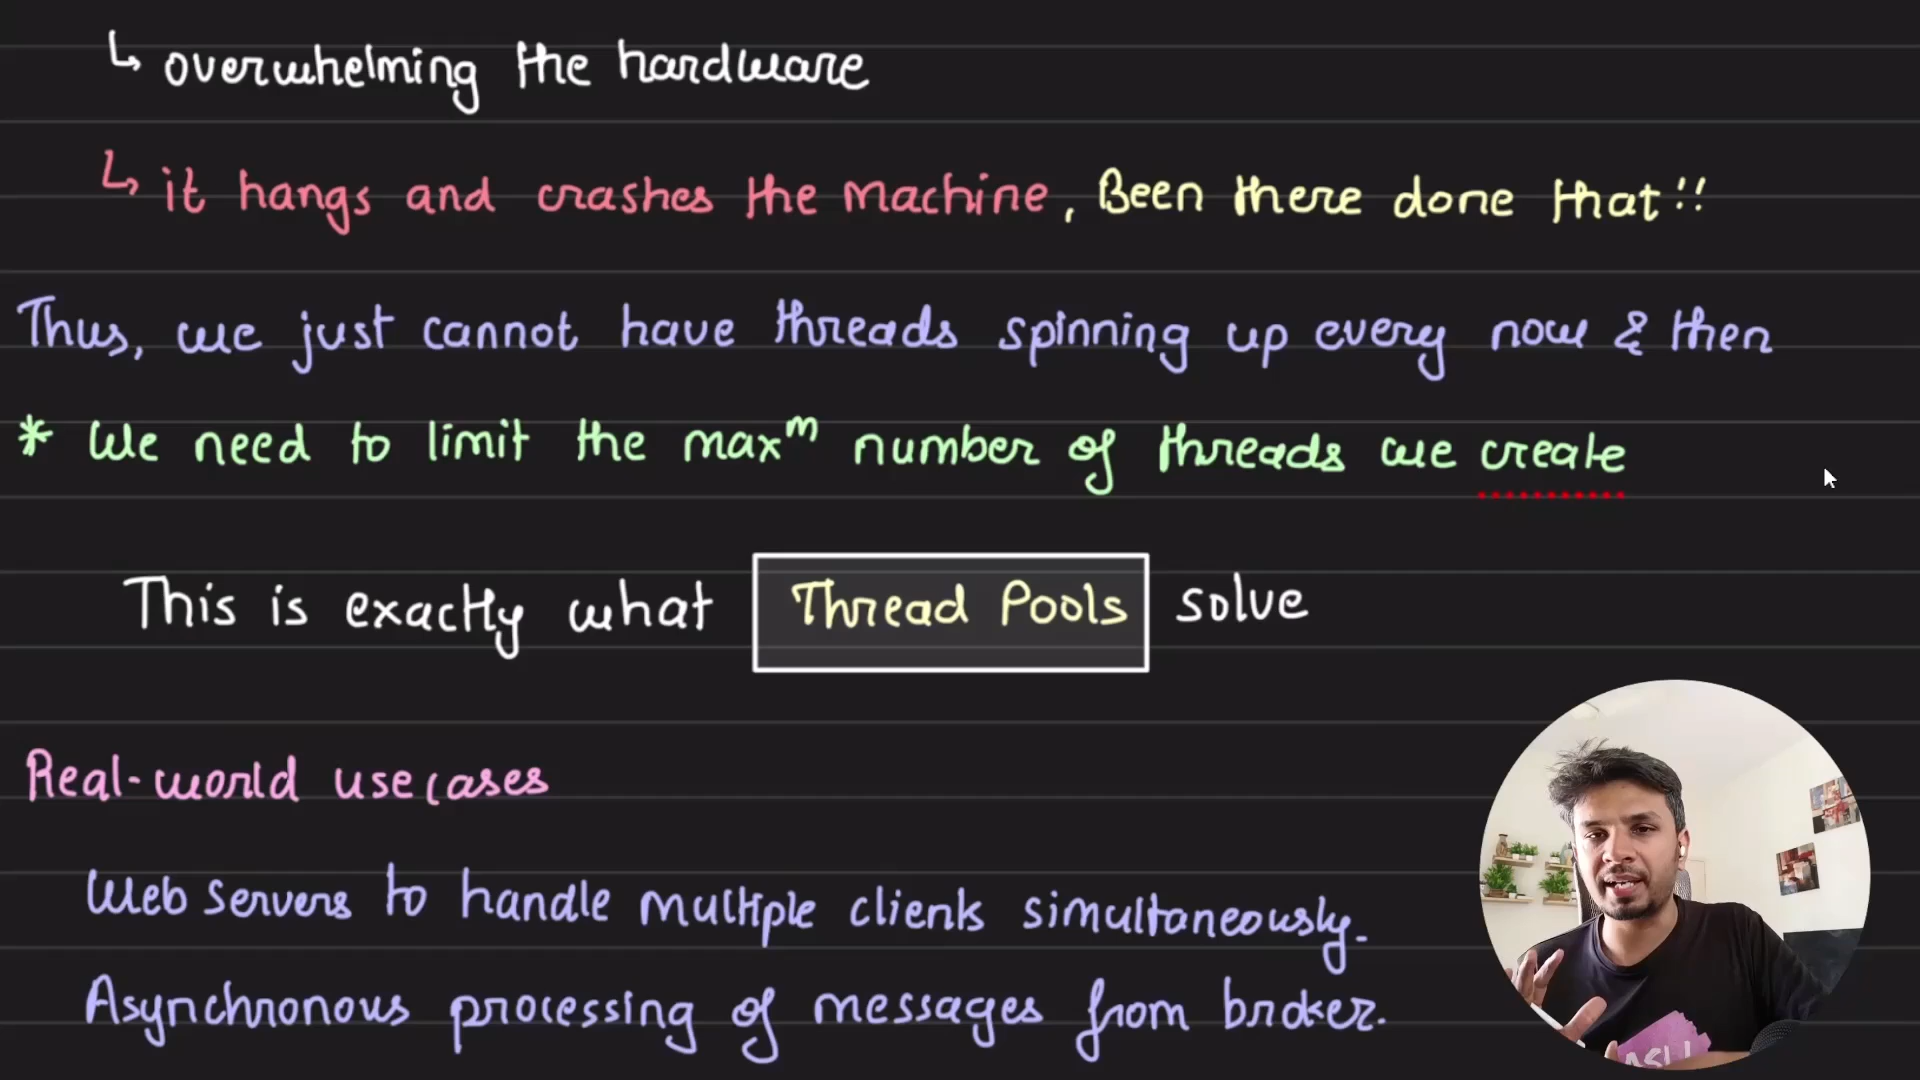 ↳ overwhelming the hardware
↳ it hangs and crashes the machine, Been there done that!!
Thus, we just cannot have threads spinning up every now & then
* We need to limit the maxᵐ number of threads we create
This is exactly what Thread Pools solve
Real-world usecases
Web servers to handle multiple clients simultaneously.
Asynchronous processing of messages from broker.